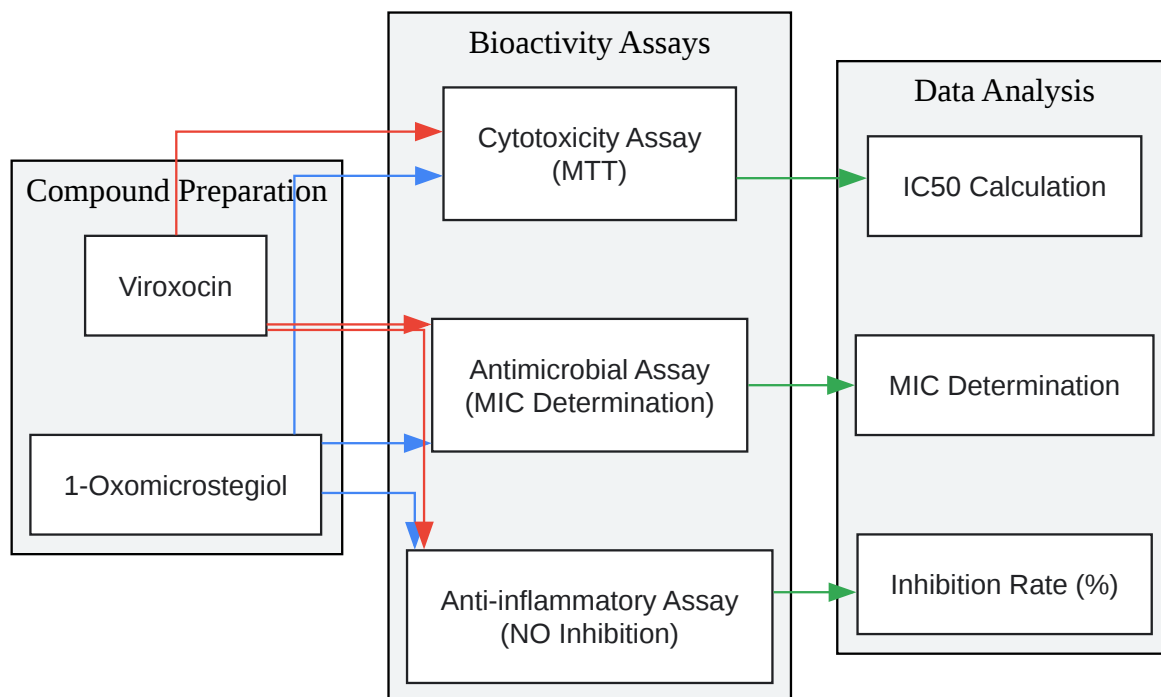 Compound Preparation
Viroxocin
1-Oxomicrostegiol
Bioactivity Assays
Cytotoxicity Assay
(MTT)
Antimicrobial Assay
(MIC Determination)
Anti-inflammatory Assay
(NO Inhibition)
Data Analysis
IC50 Calculation
MIC Determination
Inhibition Rate (%)